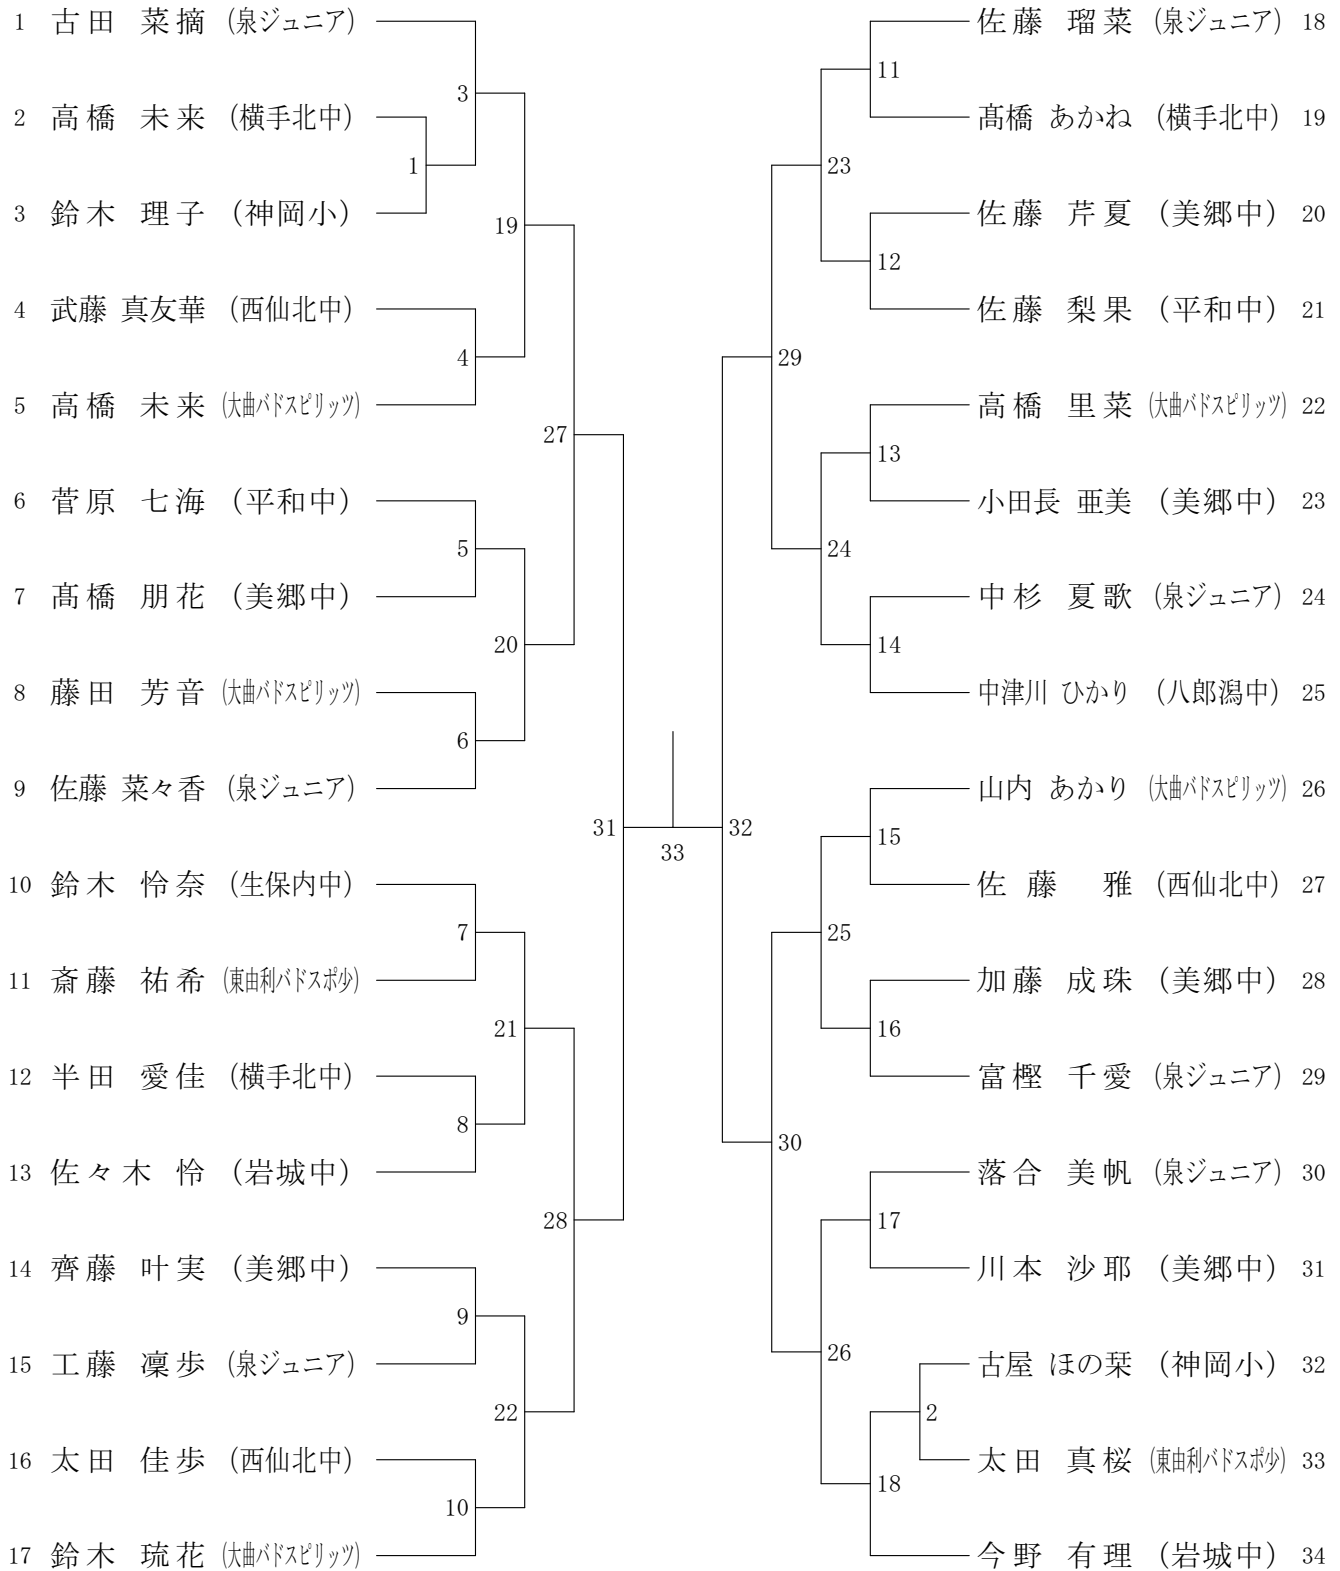 1 古田 菜摘 (泉ジュニア)
2 高橋 未来 (横手北中)
3 鈴木 理子 (神岡小)
4 武藤 真友華 (西仙北中)
5 高橋 未来 (大曲バドスピリッツ)
6 菅原 七海 (平和中)
7 髙橋 朋花 (美郷中)
8 藤田 芳音 (大曲バドスピリッツ)
9 佐藤 菜々香 (泉ジュニア)
10 鈴木 怜奈 (生保内中)
11 斎藤 祐希 (東由利バドスポ少)
12 半田 愛佳 (横手北中)
13 佐々木 怜 (岩城中)
14 齊藤 叶実 (美郷中)
15 工藤 凜歩 (泉ジュニア)
16 太田 佳歩 (西仙北中)
17 鈴木 琉花 (大曲バドスピリッツ)
3
1
19
4
27
5
20
6
31
7
21
8
28
9
22
10
33
32
11
23
12
29
13
24
14
15
25
16
30
17
26
2
18
佐藤 瑠菜 (泉ジュニア) 18
髙橋 あかね (横手北中) 19
佐藤 芹夏 (美郷中) 20
佐藤 梨果 (平和中) 21
高橋 里菜 (大曲バドスピリッツ) 22
小田長 亜美 (美郷中) 23
中杉 夏歌 (泉ジュニア) 24
中津川 ひかり (八郎潟中) 25
山内 あかり (大曲バドスピリッツ) 26
佐藤 雅 (西仙北中) 27
加藤 成珠 (美郷中) 28
富樫 千愛 (泉ジュニア) 29
落合 美帆 (泉ジュニア) 30
川本 沙耶 (美郷中) 31
古屋 ほの栞 (神岡小) 32
太田 真桜 (東由利バドスポ少) 33
今野 有理 (岩城中) 34